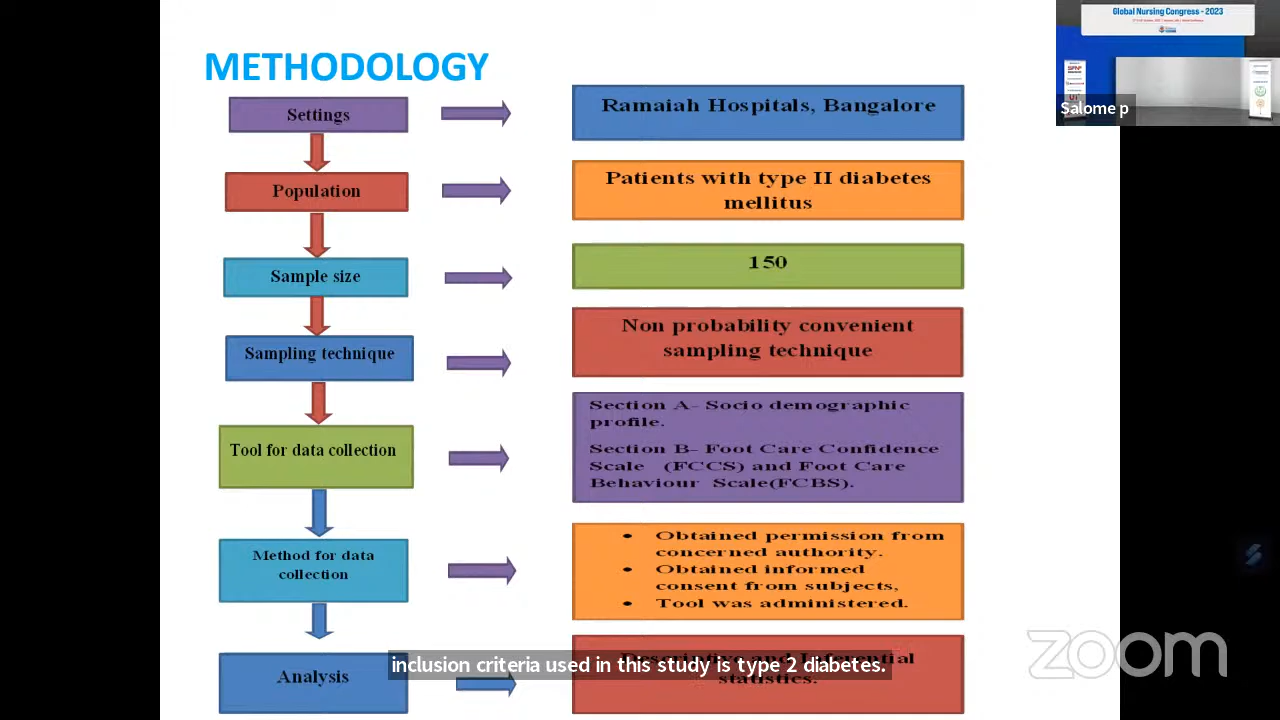 METHODOLOGY
Settings
Ramaiah Hospitals, Bangalore
Population
Patients with type II diabetes
mellitus
Sample size
150
Sampling technique
Non probability convenient
sampling technique
Tool for data collection
Section A- Socio demographic
profile.
Section B- Foot Care Confidence
Scale (FCCS) and Foot Care
Behaviour Scale(FCBS).
Method for data
collection
• Obtained permission from
concerned authority.
• Obtained informed
consent from subjects,
• Tool was administered.
Analysis
Descriptive and Inferential
statistics.
inclusion criteria used in this study is type 2 diabetes.
Global Nursing Congress - 2023
Salome p
zoom